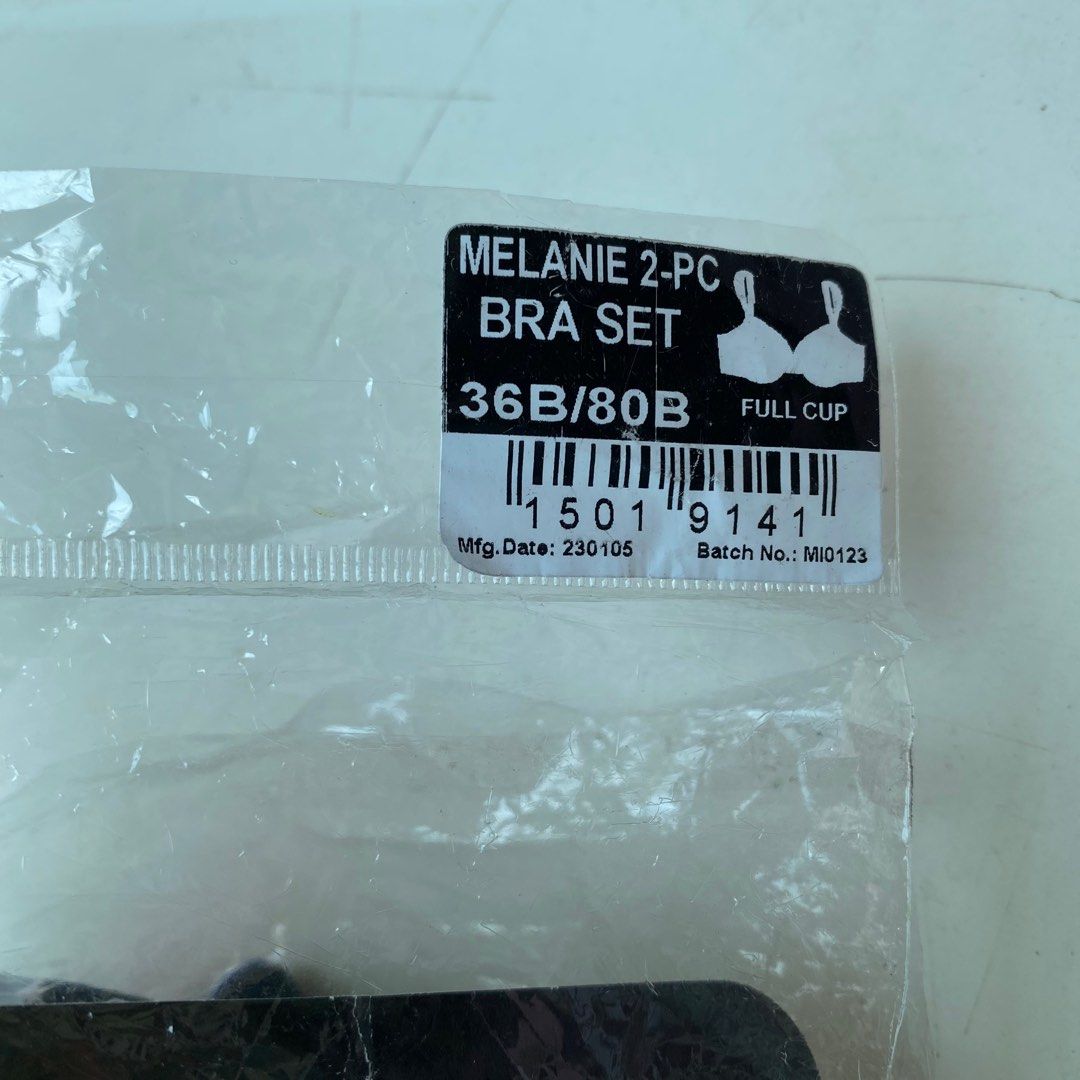 MELANIE 2-PC
BRA SET
36B/80B
FULL CUP
1501 9141
Mfg.Date: 230105 Batch No.: MI0123